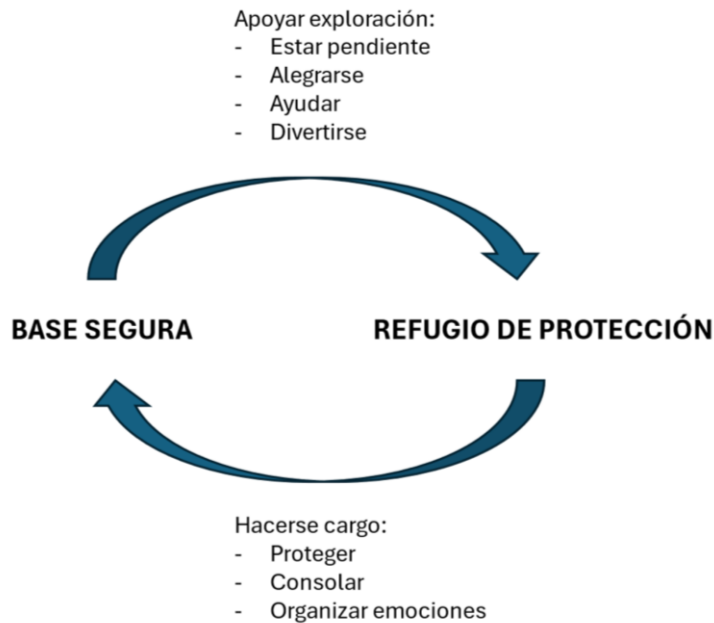 Apoyar exploración:
- Estar pendiente
- Alegrarse
- Ayudar
- Divertirse
BASE SEGURA
REFUGIO DE PROTECCIÓN
Hacerse cargo:
- Proteger
- Consolar
- Organizar emociones